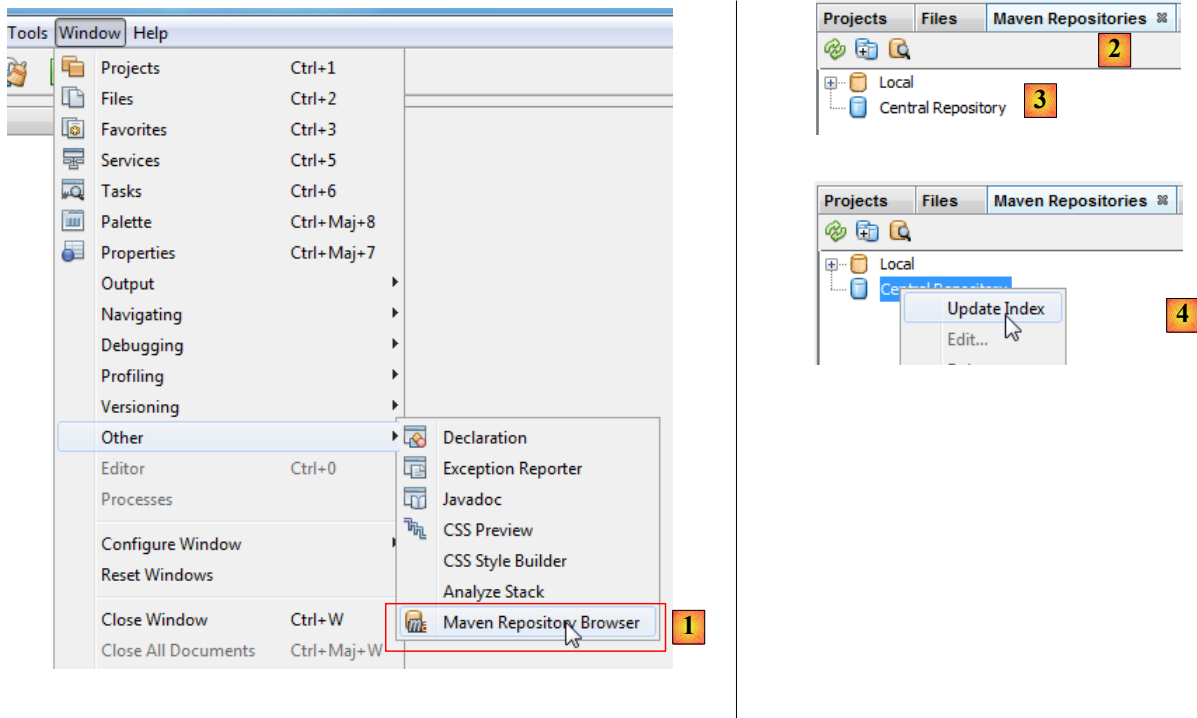 Tools Window Help
Projects Ctrl+1
Files Ctrl+2
Favorites Ctrl+3
Services Ctrl+5
Tasks Ctrl+6
Palette Ctrl+Maj+8
Properties Ctrl+Maj+7
Output
Navigating
Debugging
Profiling
Versioning
Other
Editor Ctrl+0
Processes
Configure Window
Reset Windows
Close Window Ctrl+W
Close All Documents Ctrl+Maj+W
Declaration
Exception Reporter
Javadoc
CSS Preview
CSS Style Builder
Analyze Stack
Maven Repository Browser
1
Projects Files Maven Repositories
2
Local
Central Repository
3
Projects Files Maven Repositories
Local
Central Repository
Update Index
4
Edit...